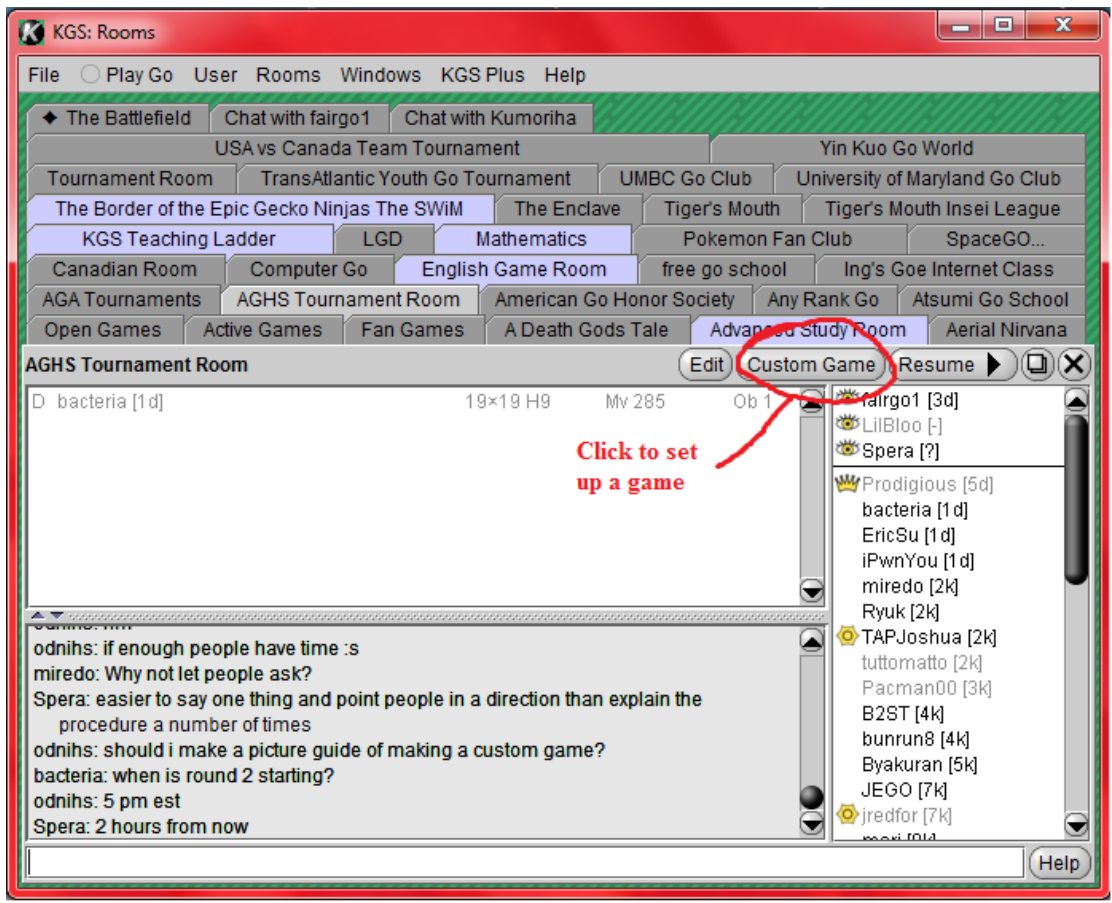 KGS: Rooms
File Play Go User Rooms Windows KGS Plus Help
The Battlefield Chat with fairgo1 Chat with Kumoriha
USA vs Canada Team Tournament Yin Kuo Go World
Tournament Room TransAtlantic Youth Go Tournament UMBC Go Club University of Maryland Go Club
The Border of the Epic Gecko Ninjas The SWiM The Enclave Tiger's Mouth Tiger's Mouth Insei League
KGS Teaching Ladder LGD Mathematics Pokemon Fan Club SpaceGO...
Canadian Room Computer Go English Game Room free go school Ing's Goe Internet Class
AGA Tournaments AGHS Tournament Room American Go Honor Society Any Rank Go Atsumi Go School
Open Games Active Games Fan Games A Death Gods Tale Advanced Study Room Aerial Nirvana
AGHS Tournament Room Edit Custom Game Resume
D bacteria [1d] 19×19 H9 Mv 285 Ob 1
Click to set
up a game
odnihs: if enough people have time :s
miredo: Why not let people ask?
Spera: easier to say one thing and point people in a direction than explain the
procedure a number of times
odnihs: should i make a picture guide of making a custom game?
bacteria: when is round 2 starting?
odnihs: 5 pm est
Spera: 2 hours from now
fairgo1 [3d]
LilBloo [-]
Spera [?]
Prodigious [5d]
bacteria [1d]
EricSu [1d]
iPwnYou [1d]
miredo [2k]
Ryuk [2k]
TAPJoshua [2k]
tuttomatto [2k]
Pacman00 [3k]
B2ST [4k]
bunrun8 [4k]
Byakuran [5k]
JEGO [7k]
jredfor [7k]
Help